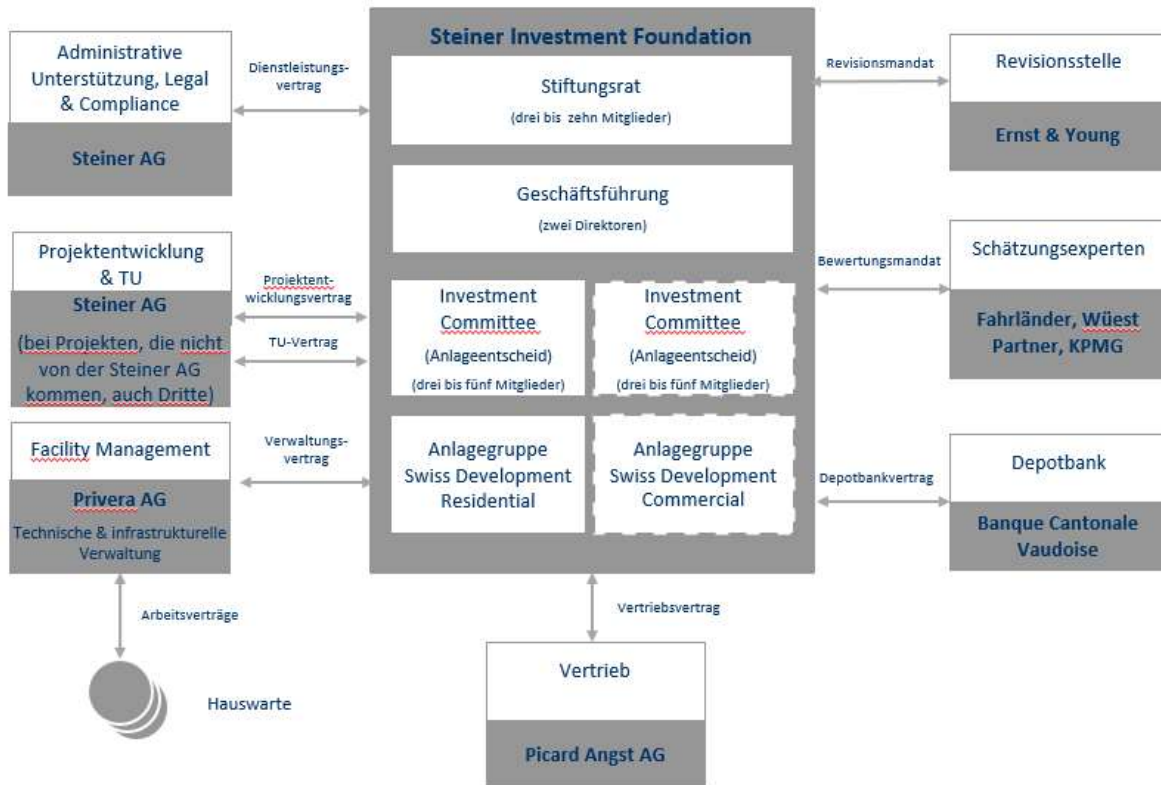 Administrative
Unterstützung, Legal
& Compliance
Steiner AG
Dienstleistungs-
vertrag
Projektentwicklung
& TU
Steiner AG
(bei Projekten, die nicht
von der Steiner AG
kommen, auch Dritte)
Projektent-
wicklungsvertrag
TU-Vertrag
Facility Management
Privera AG
Technische & infrastrukturelle
Verwaltung
Verwaltungs-
vertrag
Arbeitsverträge
Hauswarte
Steiner Investment Foundation
Stiftungsrat
(drei bis zehn Mitglieder)
Geschäftsführung
(zwei Direktoren)
Investment
Committee
(Anlageentscheid)
(drei bis fünf Mitglieder)
Investment
Committee
(Anlageentscheid)
(drei bis fünf Mitglieder)
Anlagegruppe
Swiss Development
Residential
Anlagegruppe
Swiss Development
Commercial
Vertriebsvertrag
Vertrieb
Picard Angst AG
Revisionsmandat
Revisionsstelle
Ernst & Young
Bewertungsmandat
Schätzungsexperten
Fahrländer, Wüest
Partner, KPMG
Depotbankvertrag
Depotbank
Banque Cantonale
Vaudoise